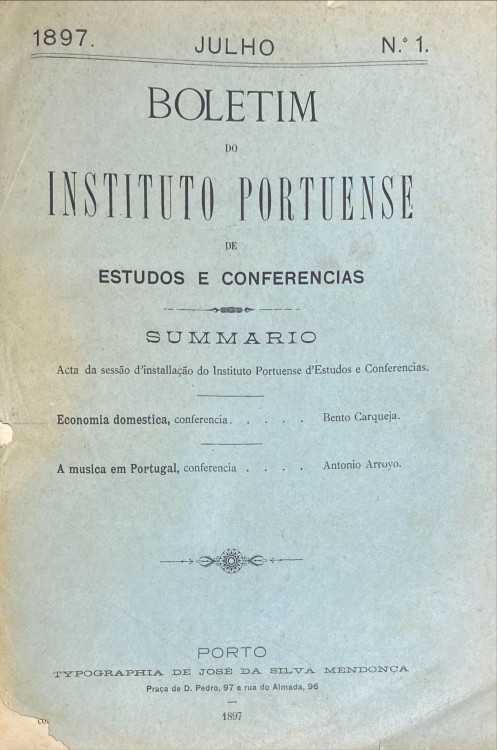 1897.
JULHO
N.º 1.
BOLETIM
DO
INSTITUTO PORTUENSE
DE
ESTUDOS E CONFERENCIAS
SUMMARIO
Acta da sessão d'installação do Instituto Portuense d'Estudos e Conferencias.
Economia domestica, conferencia. . . . . Bento Carqueja.
A musica em Portugal, conferencia . . . . Antonio Arroyo.
PORTO
TYPOGRAPHIA DE JOSÉ DA SILVA MENDONÇA
Praça de D. Pedro, 97 e rua do Almada, 96
1897